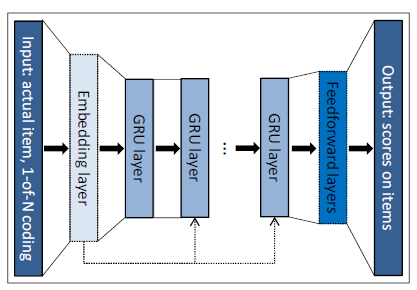 Input: actual item, 1-of-N coding
Embedding layer
GRU layer
GRU layer
...
GRU layer
Feedforward layers
Output: scores on items